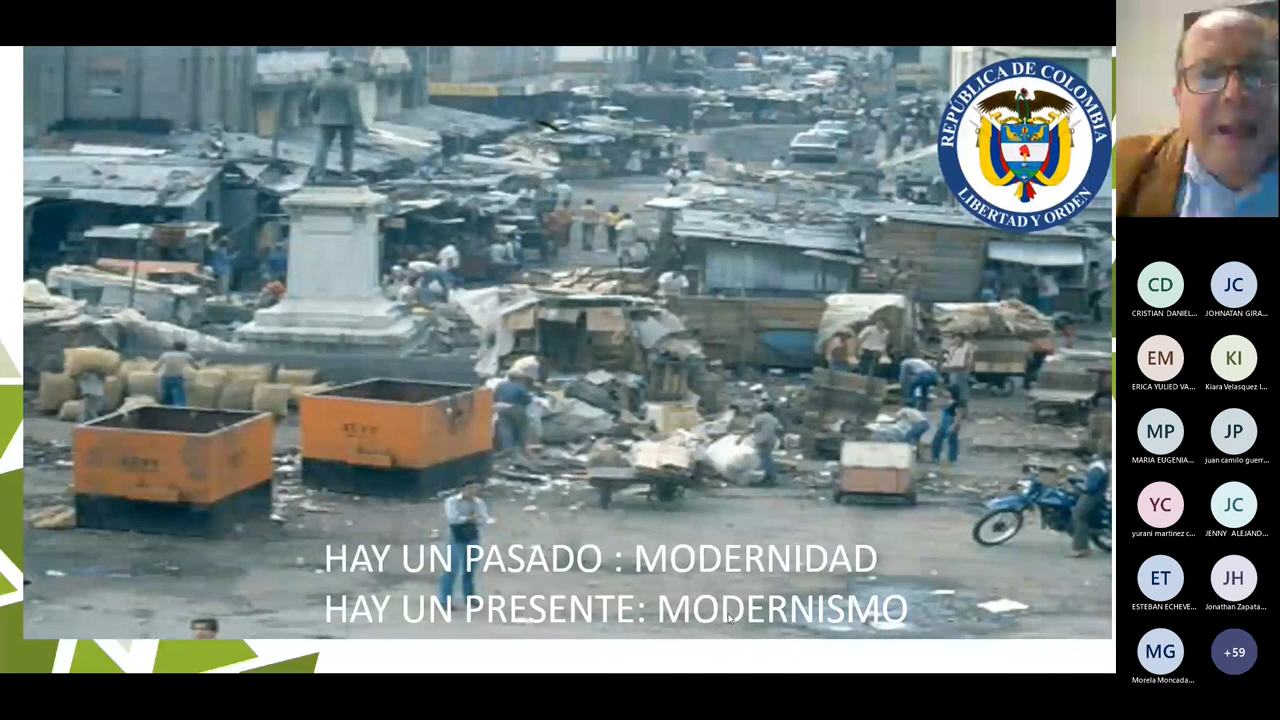 REPÚBLICA DE COLOMBIA
LIBERTAD Y ORDEN
HAY UN PASADO : MODERNIDAD
HAY UN PRESENTE: MODERNISMO
CD
CRISTIAN DANIEL...
JC
JOHNATAN GIRA...
EM
ERICA YULIED VA...
KI
Kiara Velasquez I...
MP
MARIA EUGENIA...
JP
juan camilo guerr...
YC
yurani martinez c...
JC
JENNY ALEJAND...
ET
ESTEBAN ECHEVE...
JH
Jonathan Zapata...
MG
Morela Moncada...
+59